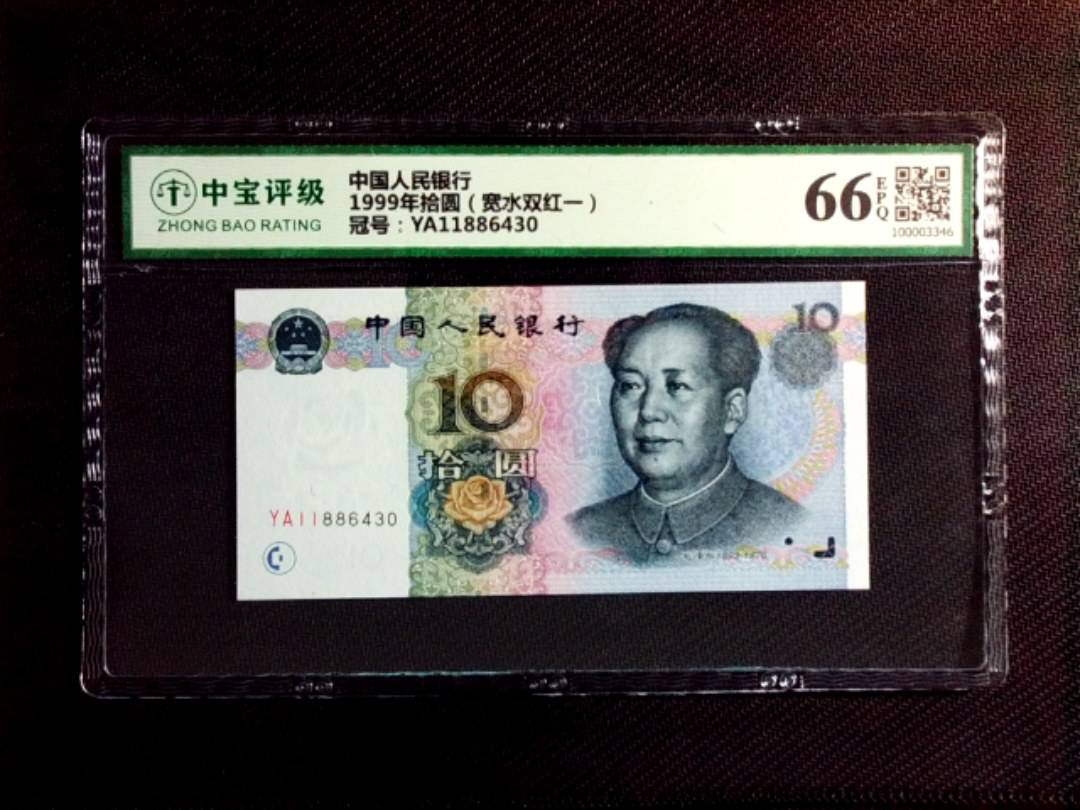 中宝评级
ZHONG BAO RATING
中国人民银行
1999年拾圆（宽水双红一）
冠号：YA11886430
66
EPQ
100003346
中国人民银行
10
10
拾圆
YA11886430